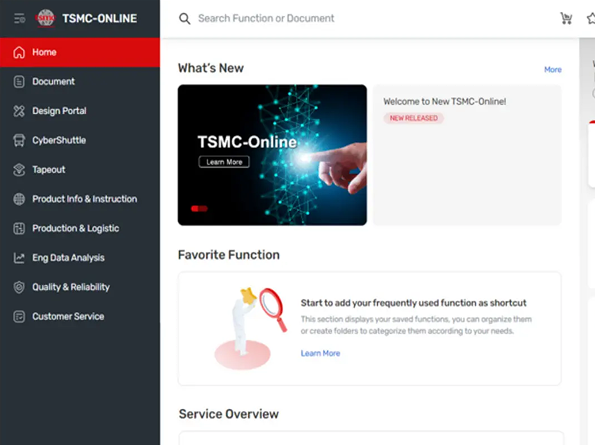 TSMC-ONLINE
Search Function or Document
Home
Document
Design Portal
CyberShuttle
Tapeout
Product Info & Instruction
Production & Logistic
Eng Data Analysis
Quality & Reliability
Customer Service
What's New
More
TSMC-Online
Learn More
Welcome to New TSMC-Online!
NEW RELEASED
Favorite Function
Start to add your frequently used function as shortcut
This section displays your saved functions, you can organize them
or create folders to categorize them according to your needs.
Learn More
Service Overview